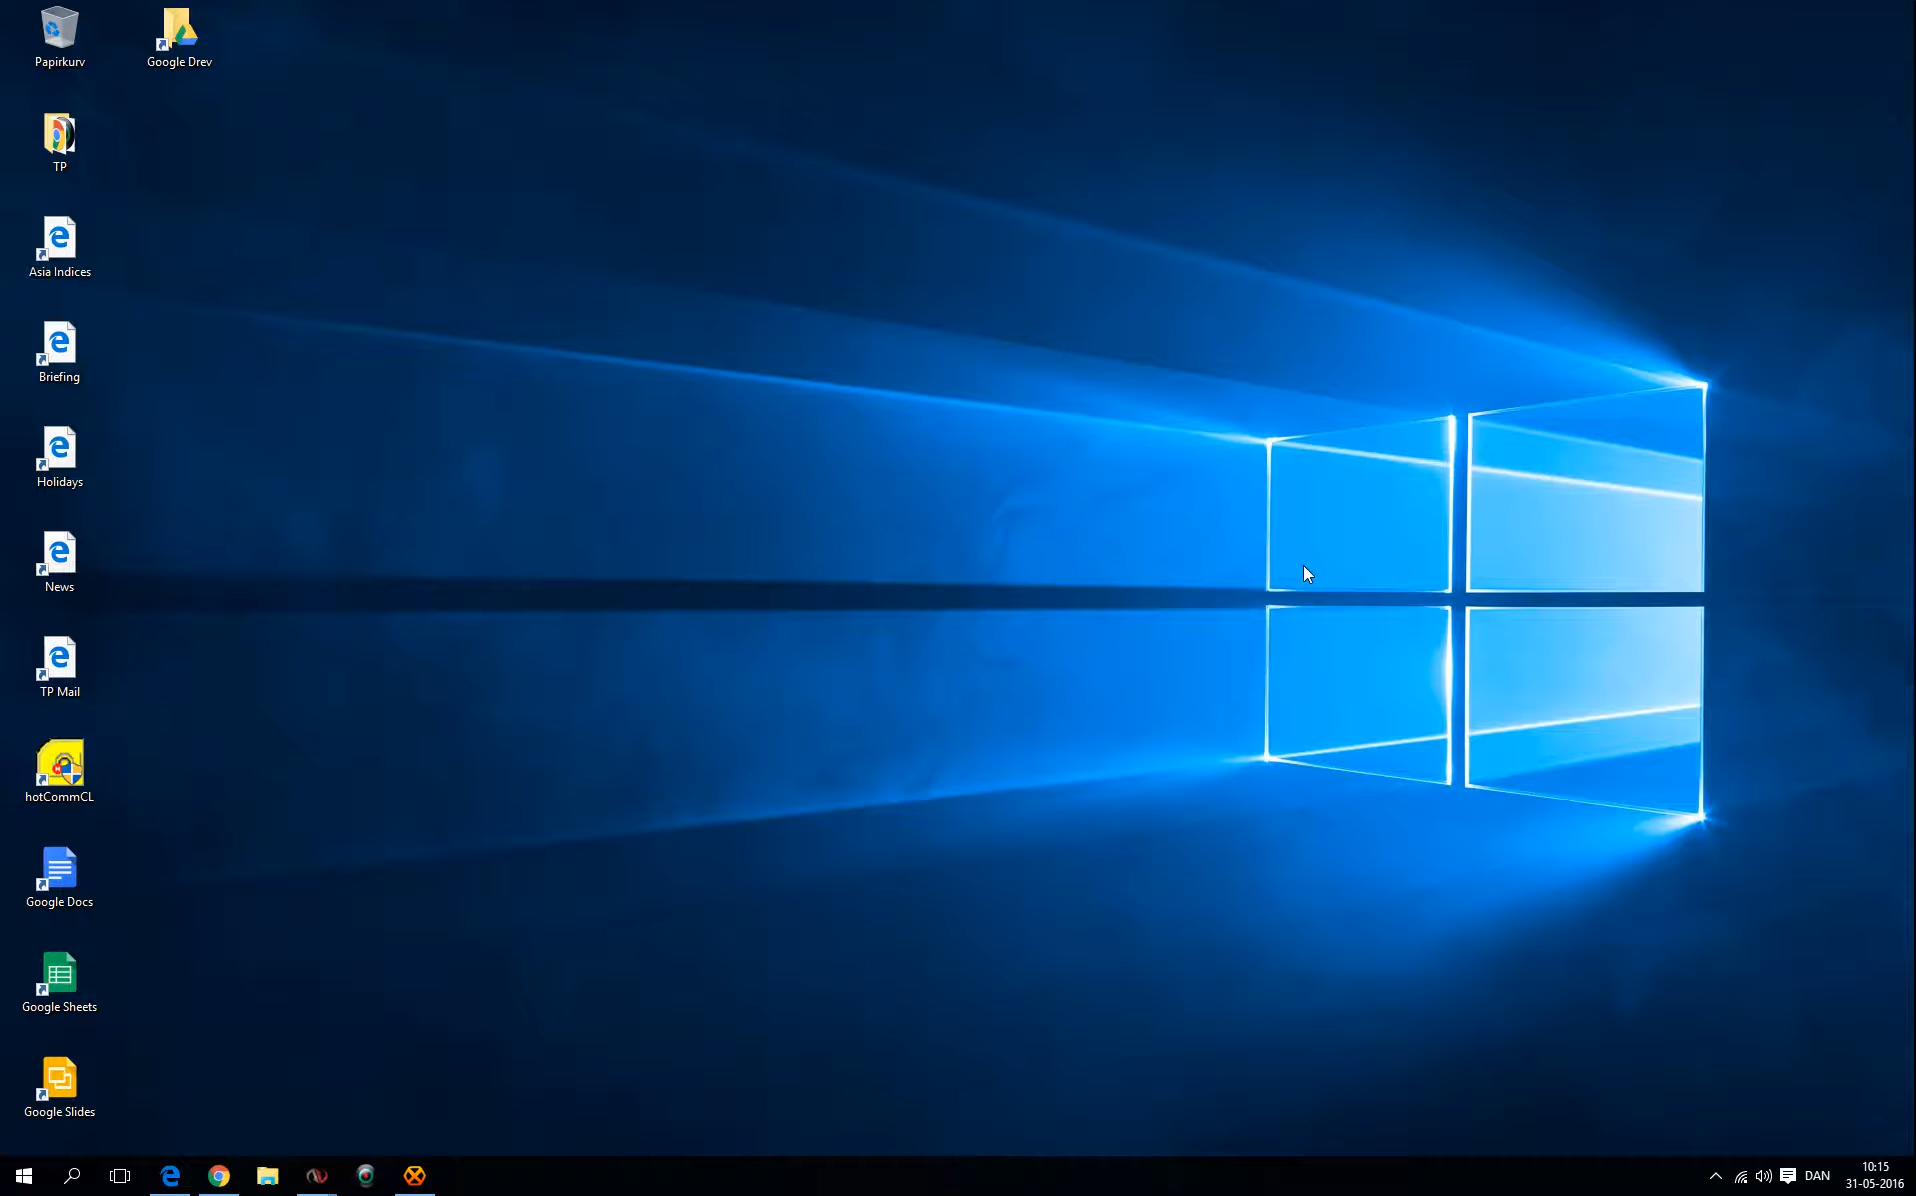 Papirkurv
Google Drev
TP
Asia Indices
Briefing
Holidays
News
TP Mail
hotCommCL
Google Docs
Google Sheets
Google Slides
DAN
10:15
31-05-2016